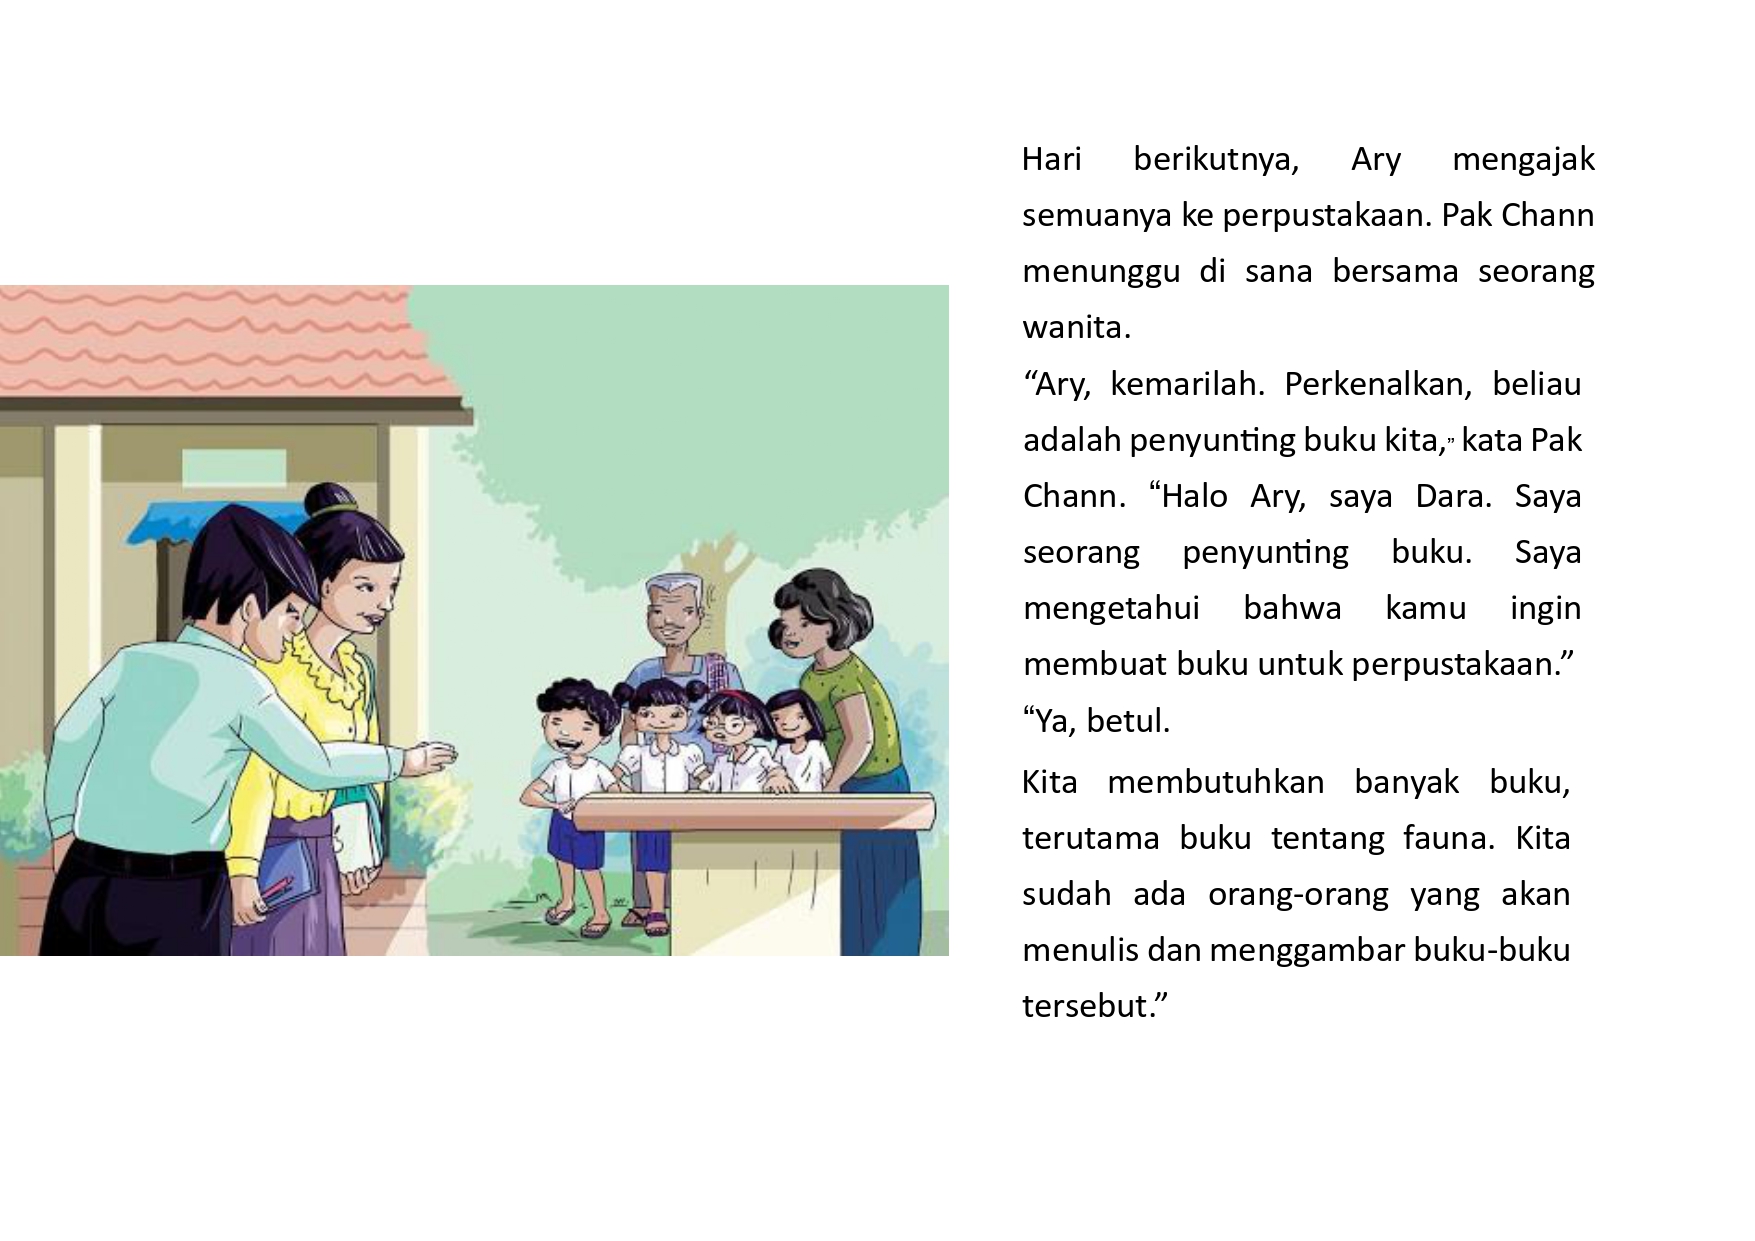 Hari berikutnya, Ary mengajak
semuanya ke perpustakaan. Pak Chann
menunggu di sana bersama seorang
wanita.
“Ary, kemarilah. Perkenalkan, beliau
adalah penyunting buku kita,” kata Pak
Chann. “Halo Ary, saya Dara. Saya
seorang penyunting buku. Saya
mengetahui bahwa kamu ingin
membuat buku untuk perpustakaan.”
“Ya, betul.
Kita membutuhkan banyak buku,
terutama buku tentang fauna. Kita
sudah ada orang-orang yang akan
menulis dan menggambar buku-buku
tersebut.”